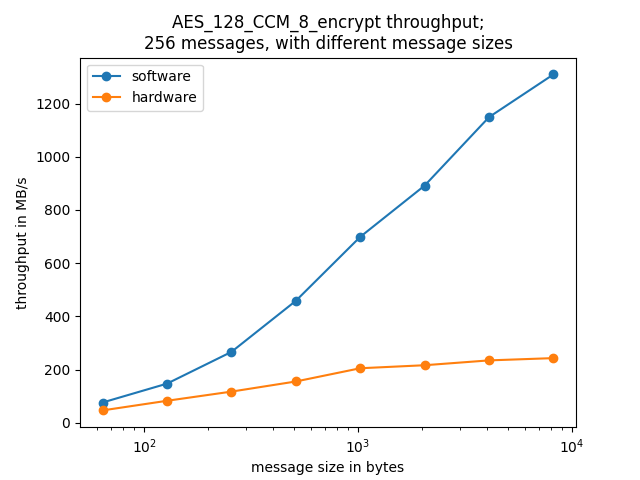 AES_128_CCM_8_encrypt throughput;
256 messages, with different message sizes
software
hardware
throughput in MB/s
1200
1000
800
600
400
200
0
10²
10³
10⁴
message size in bytes